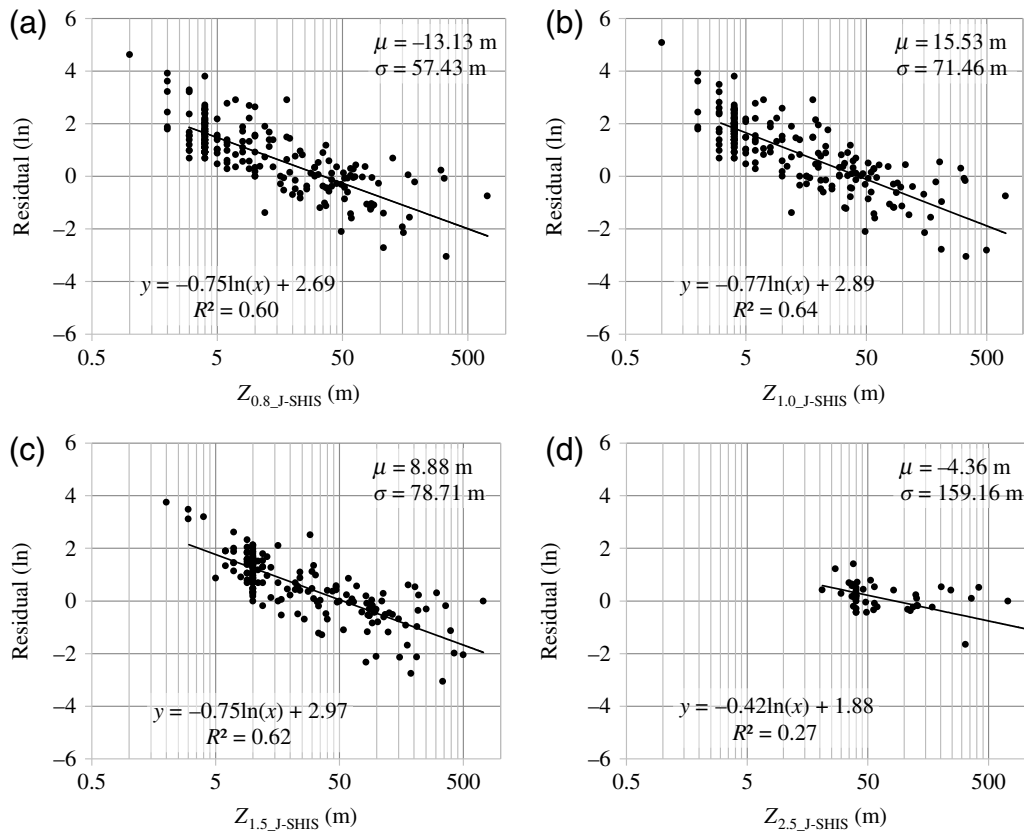 (a)
μ = –13.13 m
σ = 57.43 m
6
4
2
0
–2
–4
–6
Residual (ln)
y = –0.75ln(x) + 2.69
R² = 0.60
0.5 5 50 500
Z0.8_J-SHIS (m)
(b)
μ = 15.53 m
σ = 71.46 m
6
4
2
0
–2
–4
–6
Residual (ln)
y = –0.77ln(x) + 2.89
R² = 0.64
0.5 5 50 500
Z1.0_J-SHIS (m)
(c)
μ = 8.88 m
σ = 78.71 m
6
4
2
0
–2
–4
–6
Residual (ln)
y = –0.75ln(x) + 2.97
R² = 0.62
0.5 5 50 500
Z1.5_J-SHIS (m)
(d)
μ = –4.36 m
σ = 159.16 m
6
4
2
0
–2
–4
–6
Residual (ln)
y = –0.42ln(x) + 1.88
R² = 0.27
0.5 5 50 500
Z2.5_J-SHIS (m)